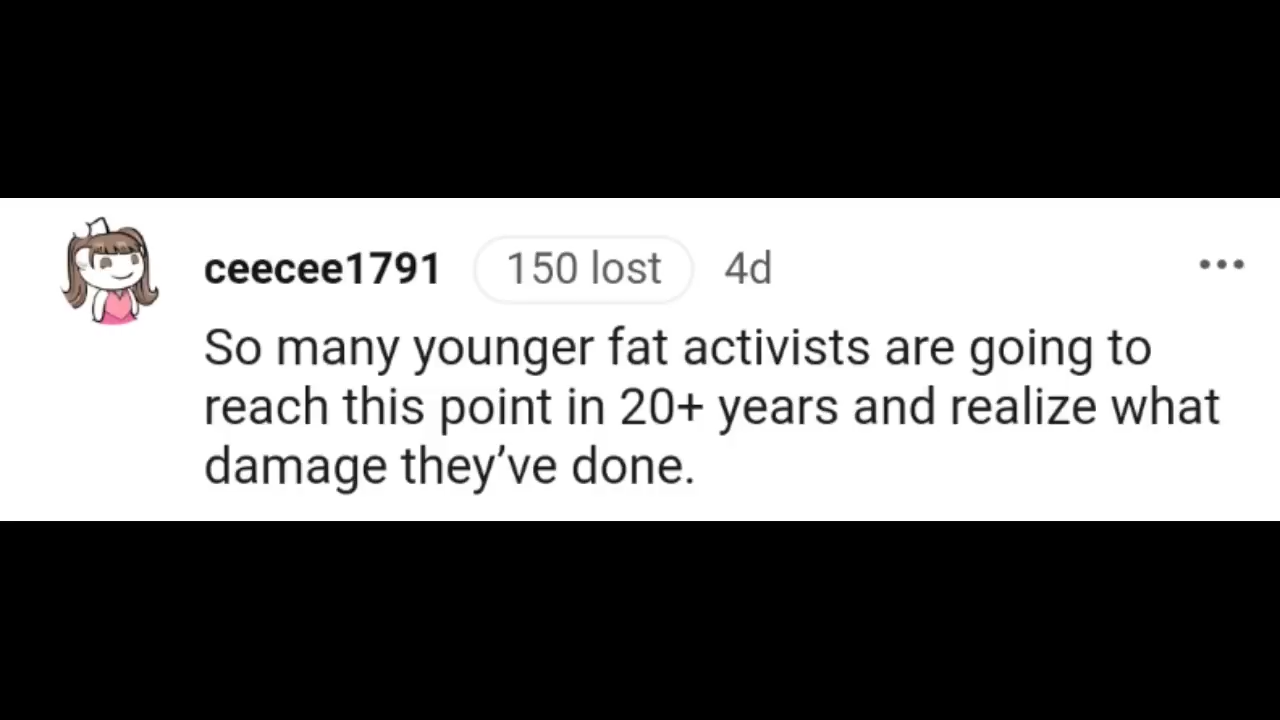 ceecee1791 150 lost 4d
So many younger fat activists are going to
reach this point in 20+ years and realize what
damage they’ve done.